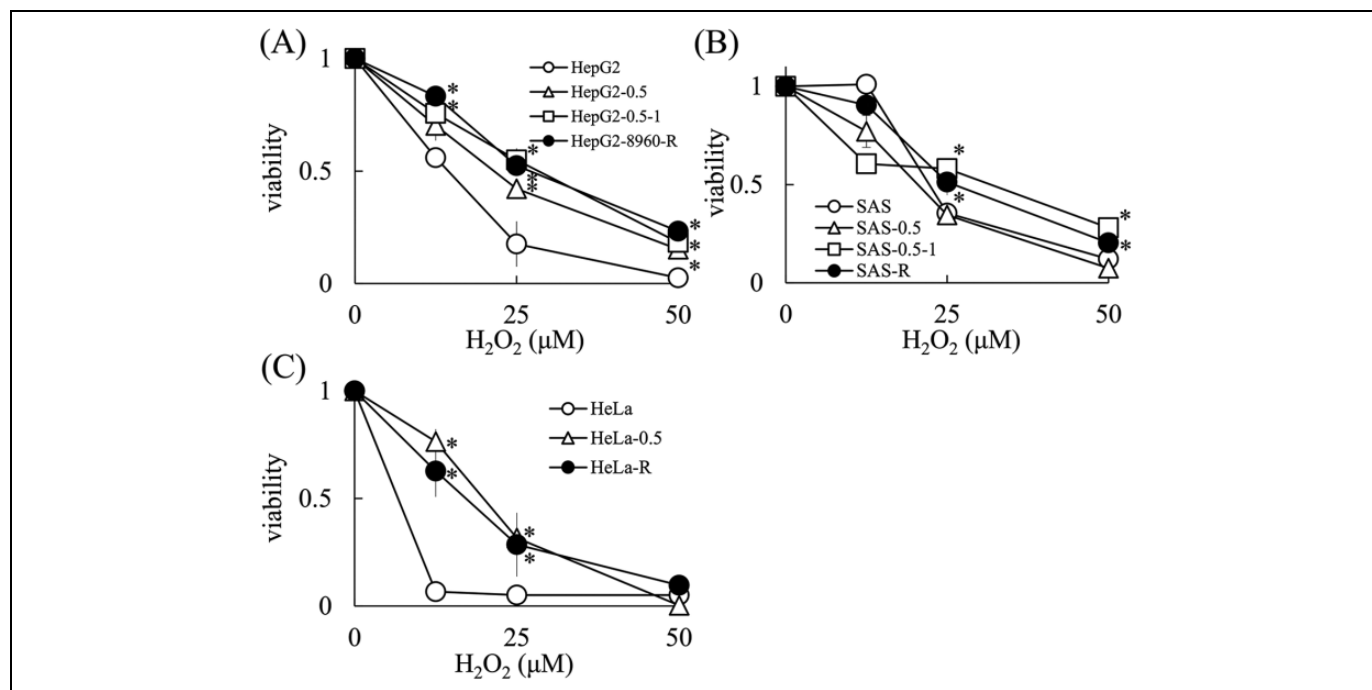 (A)
1
0.5
0
viability
HepG2
HepG2-0.5
HepG2-0.5-1
HepG2-8960-R
* * * * * * * *
0 25 50
H₂O₂ (μM)
(B)
1
0.5
0
viability
SAS
SAS-0.5
SAS-0.5-1
SAS-R
* * * *
0 25 50
H₂O₂ (μM)
(C)
1
0.5
0
viability
HeLa
HeLa-0.5
HeLa-R
* * * *
0 25 50
H₂O₂ (μM)